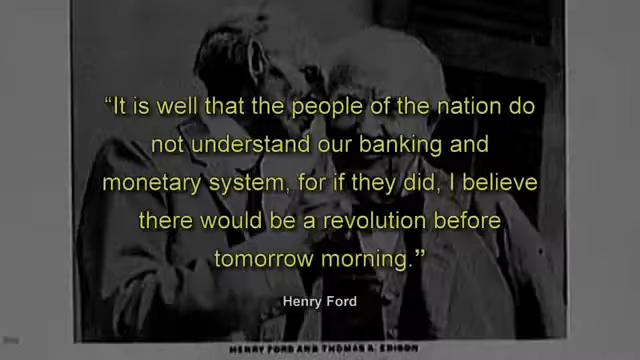 “It is well that the people of the nation do
not understand our banking and
monetary system, for if they did, I believe
there would be a revolution before
tomorrow morning.”
Henry Ford
HENRY FORD AND THOMAS A. EDISON